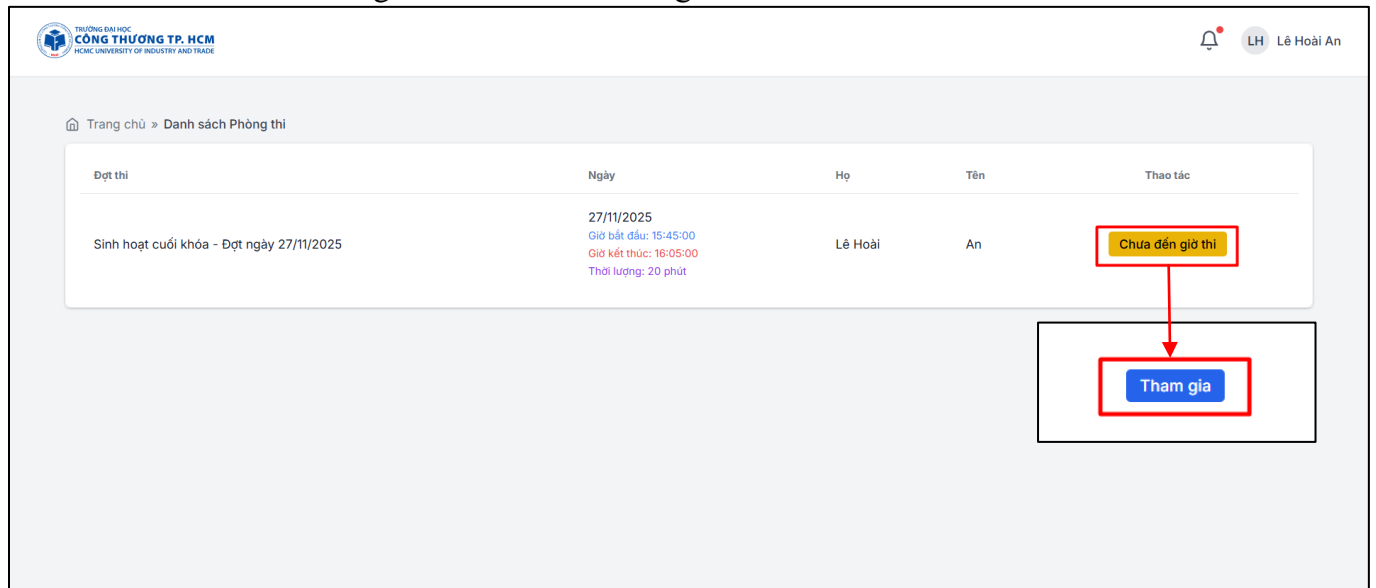 TRƯỜNG ĐẠI HỌC
CÔNG THƯƠNG TP. HCM
HCMC UNIVERSITY OF INDUSTRY AND TRADE
LH Lê Hoài An
Trang chủ » Danh sách Phòng thi
Đợt thi Ngày Họ Tên Thao tác
27/11/2025
Giờ bắt đầu: 15:45:00
Sinh hoạt cuối khóa - Đợt ngày 27/11/2025 Lê Hoài An Chưa đến giờ thi
Giờ kết thúc: 16:05:00
Thời lượng: 20 phút
Tham gia